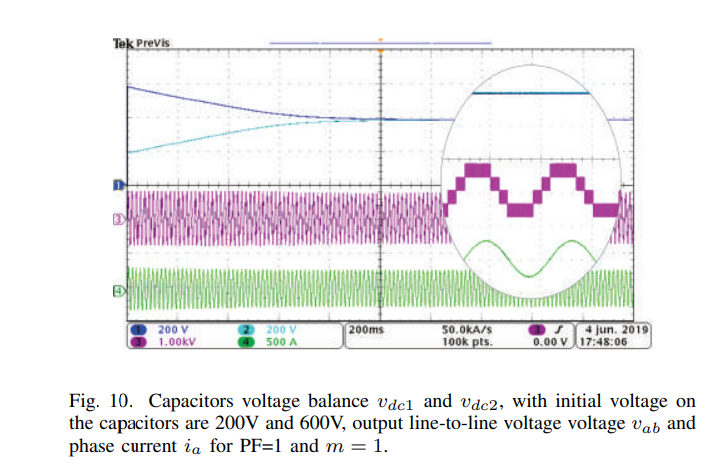 Tek PreVis
1
3
4
1 200 V 2 200 V 200ms 50.0kA/s 3 ʃ 4 jun. 2019
3 1.00kV 4 500 A 100k pts. 0.00 V 17:48:06
Fig. 10. Capacitors voltage balance vdc1 and vdc2, with initial voltage on
the capacitors are 200V and 600V, output line-to-line voltage voltage vab and
phase current ia for PF=1 and m = 1.